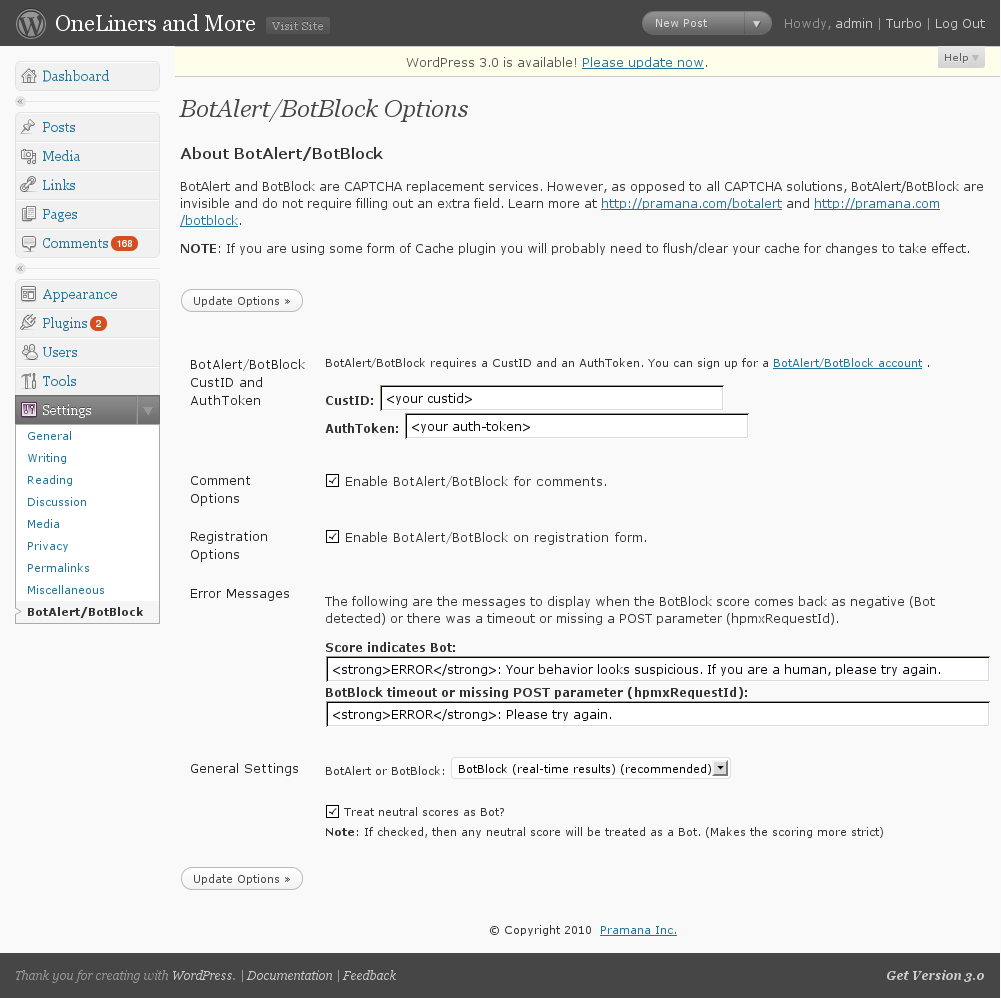 OneLiners and More Visit Site New Post Howdy, admin | Turbo | Log Out
WordPress 3.0 is available! Please update now. Help
Dashboard
Posts
Media
Links
Pages
Comments 168
Appearance
Plugins 2
Users
Tools
Settings
General
Writing
Reading
Discussion
Media
Privacy
Permalinks
Miscellaneous
BotAlert/BotBlock
BotAlert/BotBlock Options
About BotAlert/BotBlock
BotAlert and BotBlock are CAPTCHA replacement services. However, as opposed to all CAPTCHA solutions, BotAlert/BotBlock are
invisible and do not require filling out an extra field. Learn more at http://pramana.com/botalert and http://pramana.com
/botblock.
NOTE: If you are using some form of Cache plugin you will probably need to flush/clear your cache for changes to take effect.
Update Options »
BotAlert/BotBlock
CustID and
AuthToken
BotAlert/BotBlock requires a CustID and an AuthToken. You can sign up for a BotAlert/BotBlock account .
CustID: <your custid>
AuthToken: <your auth-token>
Comment
Options
Enable BotAlert/BotBlock for comments.
Registration
Options
Enable BotAlert/BotBlock on registration form.
Error Messages
The following are the messages to display when the BotBlock score comes back as negative (Bot
detected) or there was a timeout or missing a POST parameter (hpmxRequestId).
Score indicates Bot:
<strong>ERROR</strong>: Your behavior looks suspicious. If you are a human, please try again.
BotBlock timeout or missing POST parameter (hpmxRequestId):
<strong>ERROR</strong>: Please try again.
General Settings
BotAlert or BotBlock: BotBlock (real-time results) (recommended)
Treat neutral scores as Bot?
Note: If checked, then any neutral score will be treated as a Bot. (Makes the scoring more strict)
Update Options »
© Copyright 2010 Pramana Inc.
Thank you for creating with WordPress. | Documentation | Feedback Get Version 3.0